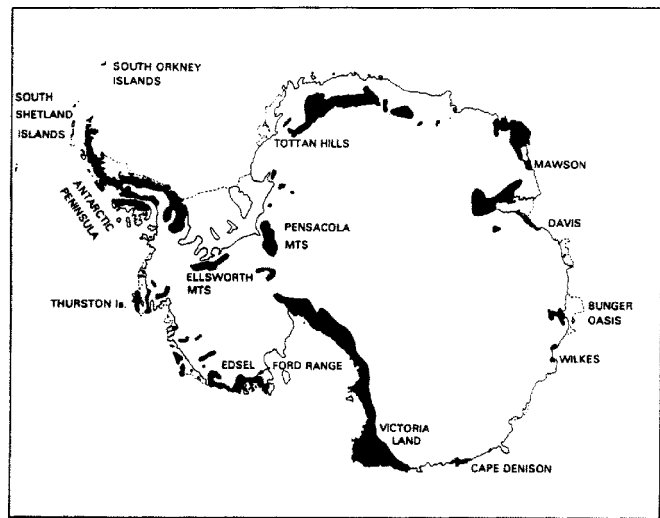 SOUTH ORKNEY
ISLANDS
SOUTH
SHETLAND
ISLANDS
TOTTAN HILLS
MAWSON
ANTARCTIC
PENINSULA
DAVIS
PENSACOLA
MTS
ELLSWORTH
MTS
THURSTON Is.
BUNGER
OASIS
EDSEL FORD RANGE
WILKES
VICTORIA
LAND
CAPE DENISON